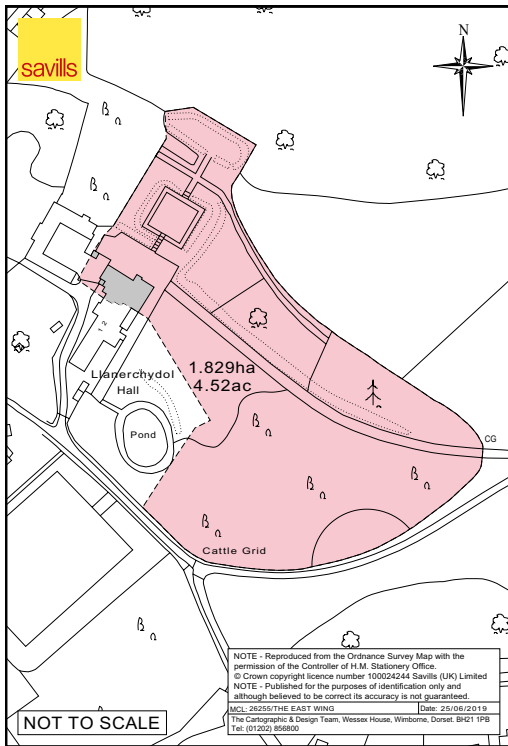 savills
N
1.829ha
4.52ac
Llanerchydol
Hall
1 2
Pond
CG
Cattle Grid
NOT TO SCALE
NOTE - Reproduced from the Ordnance Survey Map with the
permission of the Controller of H.M. Stationery Office.
© Crown copyright licence number 100024244 Savills (UK) Limited
NOTE - Published for the purposes of identification only and
although believed to be correct its accuracy is not guaranteed.
MCL: 26255/THE EAST WING Date: 25/06/2019
The Cartographic & Design Team, Wessex House, Wimborne, Dorset. BH21 1PB
Tel: (01202) 856800